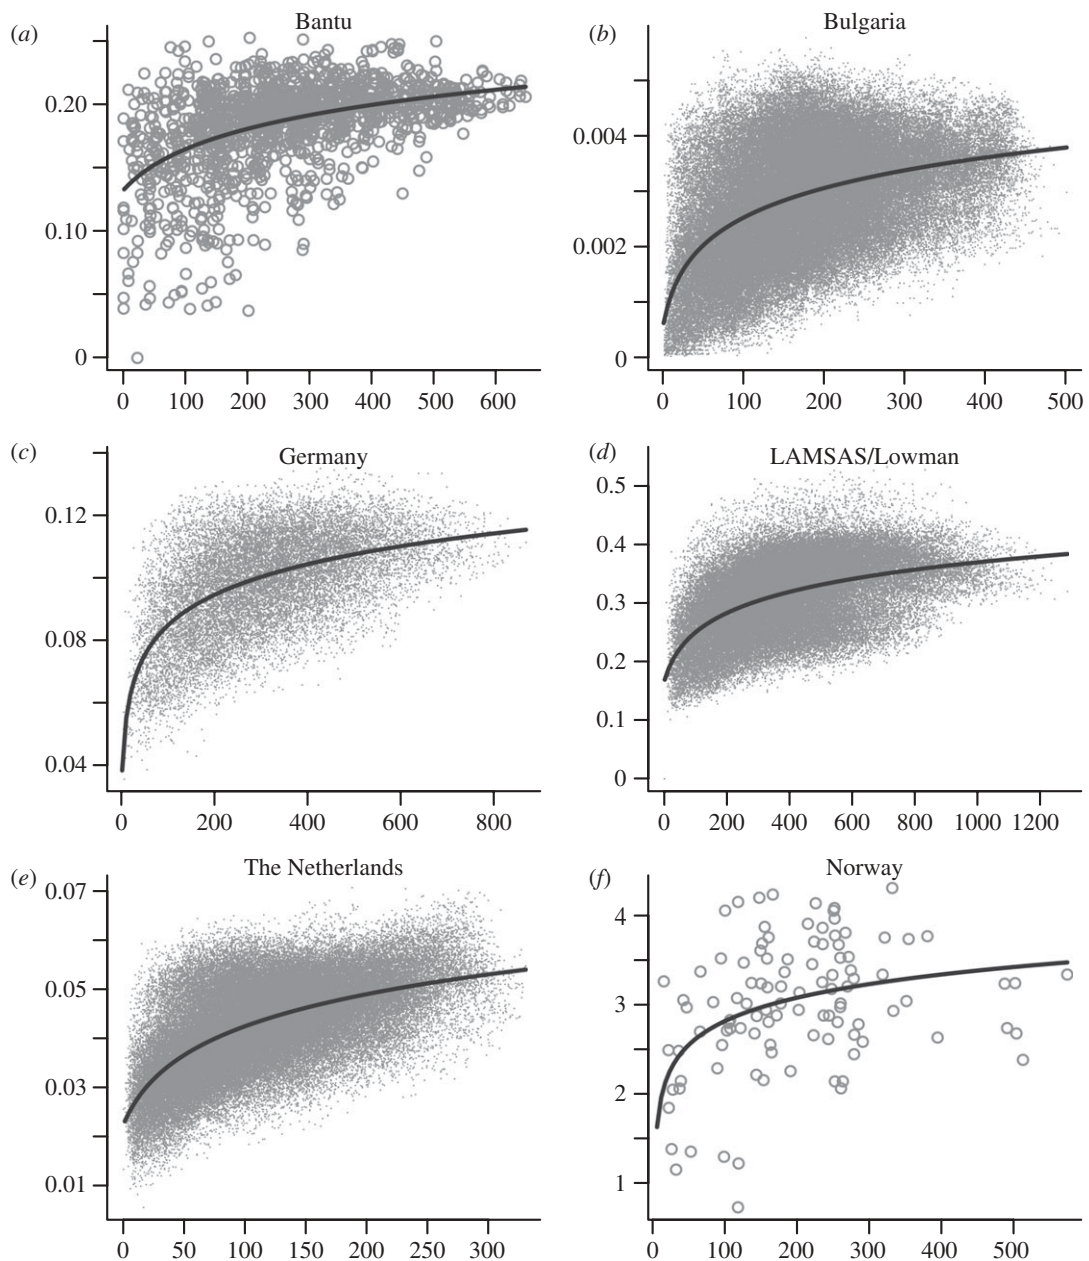 (a) Bantu
0.20
0.10
0
0 100 200 300 400 500 600
(b) Bulgaria
0.004
0.002
0
0 100 200 300 400 500
(c) Germany
0.12
0.08
0.04
0 200 400 600 800
(d) LAMSAS/Lowman
0.5
0.4
0.3
0.2
0.1
0
0 200 400 600 800 1000 1200
(e) The Netherlands
0.07
0.05
0.03
0.01
0 50 100 150 200 250 300
(f) Norway
4
3
2
1
0 100 200 300 400 500